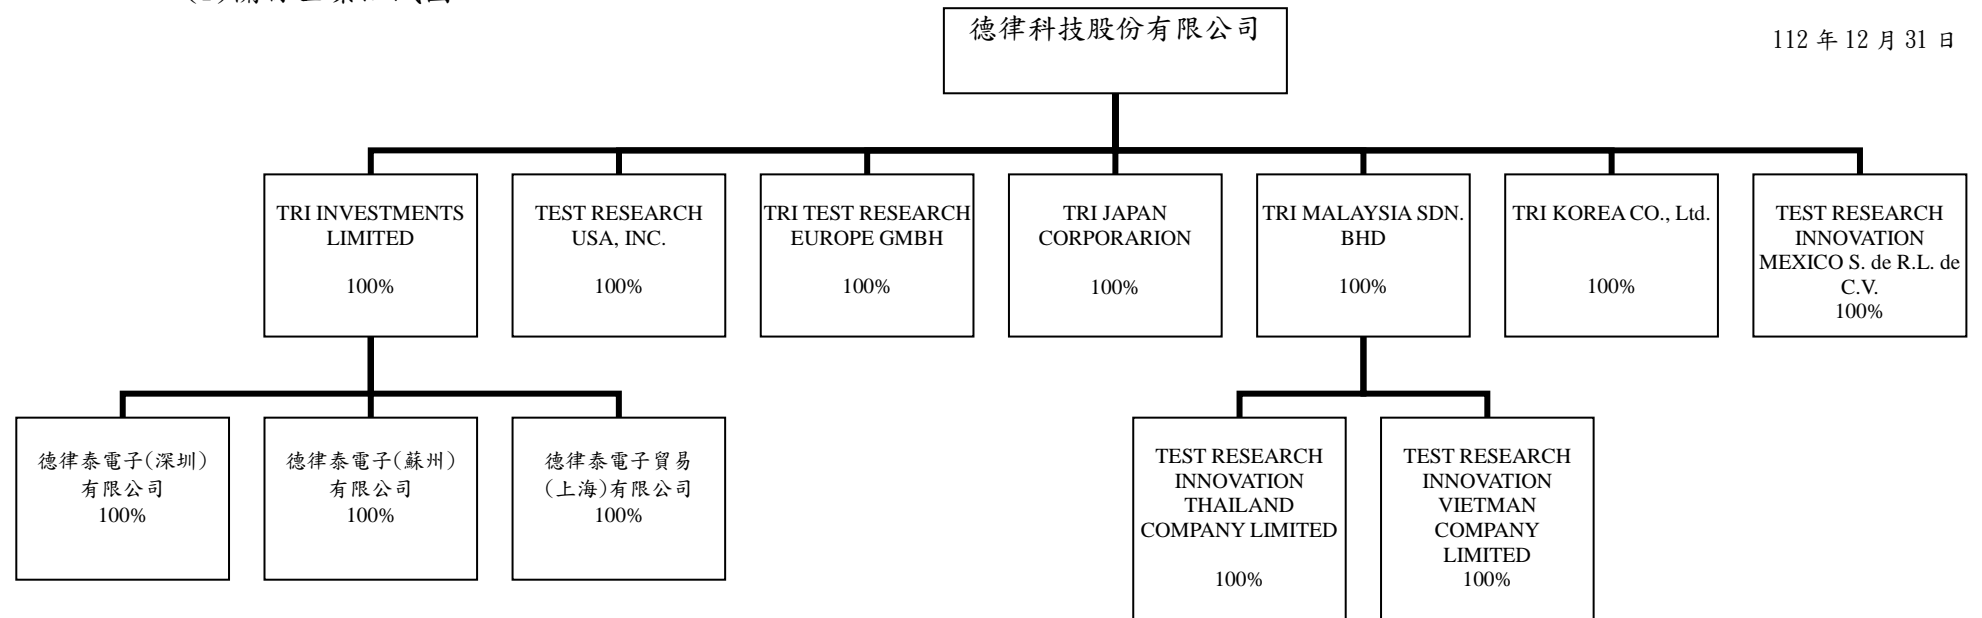 德律科技股份有限公司
112 年 12 月 31 日
TRI INVESTMENTS
LIMITED
100%
TEST RESEARCH
USA, INC.
100%
TRI TEST RESEARCH
EUROPE GMBH
100%
TRI JAPAN
CORPORARION
100%
TRI MALAYSIA SDN.
BHD
100%
TRI KOREA CO., Ltd.
100%
TEST RESEARCH
INNOVATION
MEXICO S. de R.L. de
C.V.
100%
德律泰電子(深圳)
有限公司
100%
德律泰電子(蘇州)
有限公司
100%
德律泰電子貿易
(上海)有限公司
100%
TEST RESEARCH
INNOVATION
THAILAND
COMPANY LIMITED
100%
TEST RESEARCH
INNOVATION
VIETMAN
COMPANY
LIMITED
100%